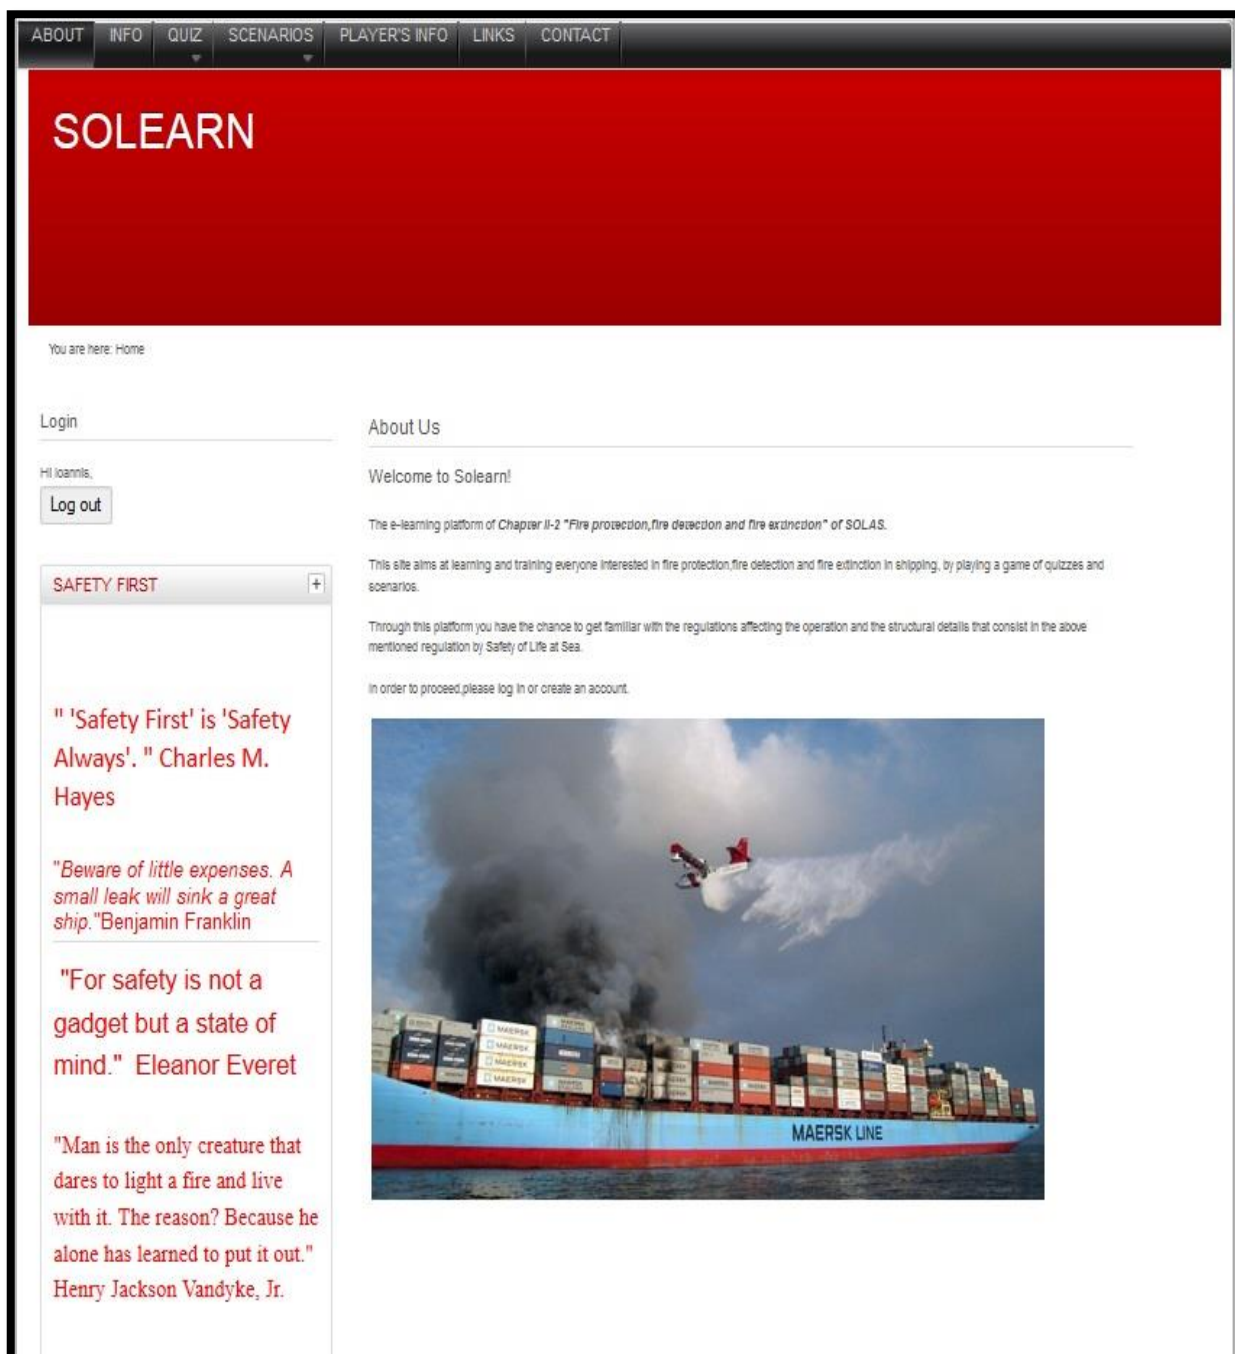 ABOUT INFO QUIZ SCENARIOS PLAYER'S INFO LINKS CONTACT
SOLEARN
You are here: Home
Login
Hi Ioannis,
Log out
SAFETY FIRST
" 'Safety First' is 'Safety
Always'. " Charles M.
Hayes
"Beware of little expenses. A
small leak will sink a great
ship."Benjamin Franklin
"For safety is not a
gadget but a state of
mind." Eleanor Everet
"Man is the only creature that
dares to light a fire and live
with it. The reason? Because he
alone has learned to put it out."
Henry Jackson Vandyke, Jr.
About Us
Welcome to Solearn!
The e-learning platform of Chapter II-2 "Fire protection,fire detection and fire extinction" of SOLAS.
This site aims at learning and training everyone interested in fire protection,fire detection and fire extinction in shipping, by playing a game of quizzes and
scenarios.
Through this platform you have the chance to get familiar with the regulations affecting the operation and the structural details that consist in the above
mentioned regulation by Safety of Life at Sea.
In order to proceed,please log in or create an account.
MAERSK
MAERSK
MAERSK
MAERSK
MAERSK LINE